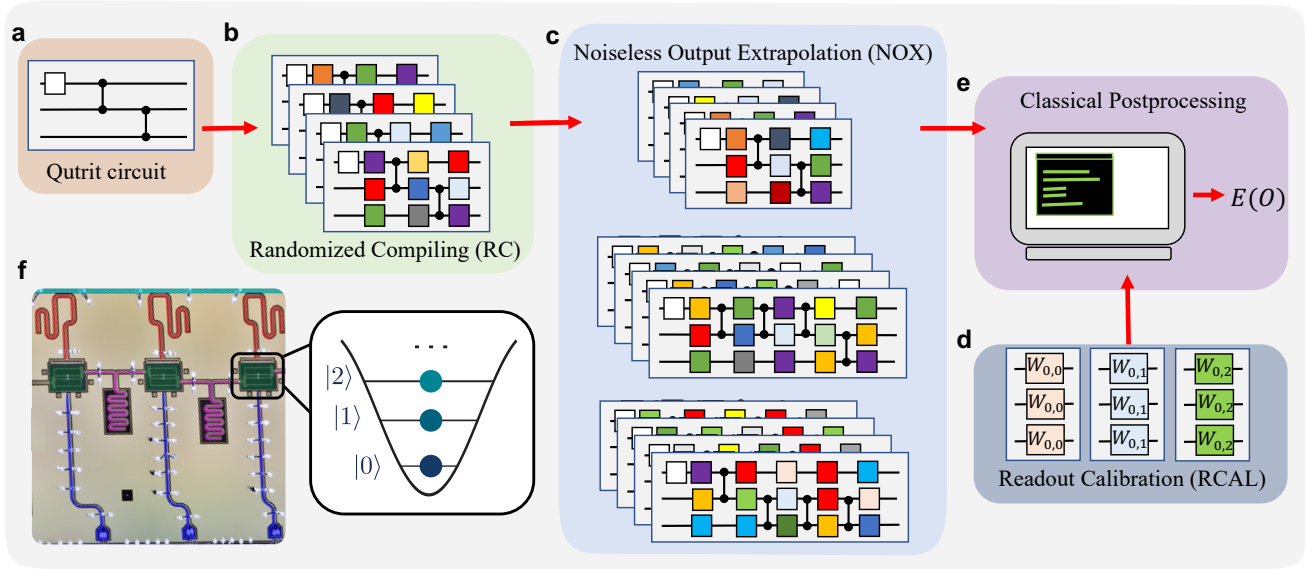 a
Qutrit circuit
b
Randomized Compiling (RC)
c
Noiseless Output Extrapolation (NOX)
e
Classical Postprocessing
E(O)
d
W0,0
W0,0
W0,0
W0,1
W0,1
W0,1
W0,2
W0,2
W0,2
Readout Calibration (RCAL)
f
...
|2⟩
|1⟩
|0⟩